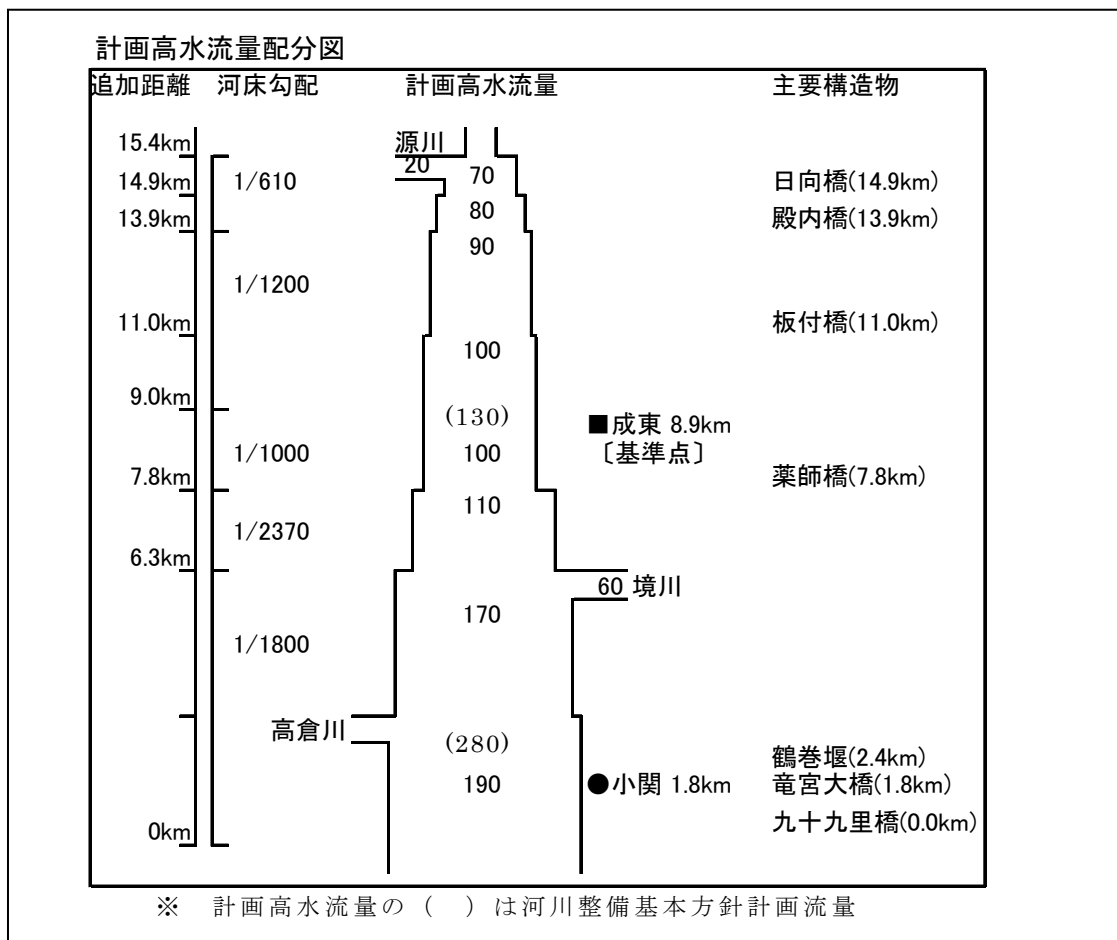 計画高水流量配分図
追加距離 河床勾配 計画高水流量 主要構造物
15.4km 源川
20 70
14.9km 1/610 日向橋(14.9km)
80
13.9km 殿内橋(13.9km)
90
1/1200
11.0km 板付橋(11.0km)
100
9.0km
(130) ■成東 8.9km
1/1000 100 〔基準点〕
7.8km 薬師橋(7.8km)
110
1/2370
6.3km
60 境川
170
1/1800
高倉川
(280) 鶴巻堰(2.4km)
190 ●小関 1.8km 竜宮大橋(1.8km)
0km 九十九里橋(0.0km)
※ 計画高水流量の ( ) は河川整備基本方針計画流量